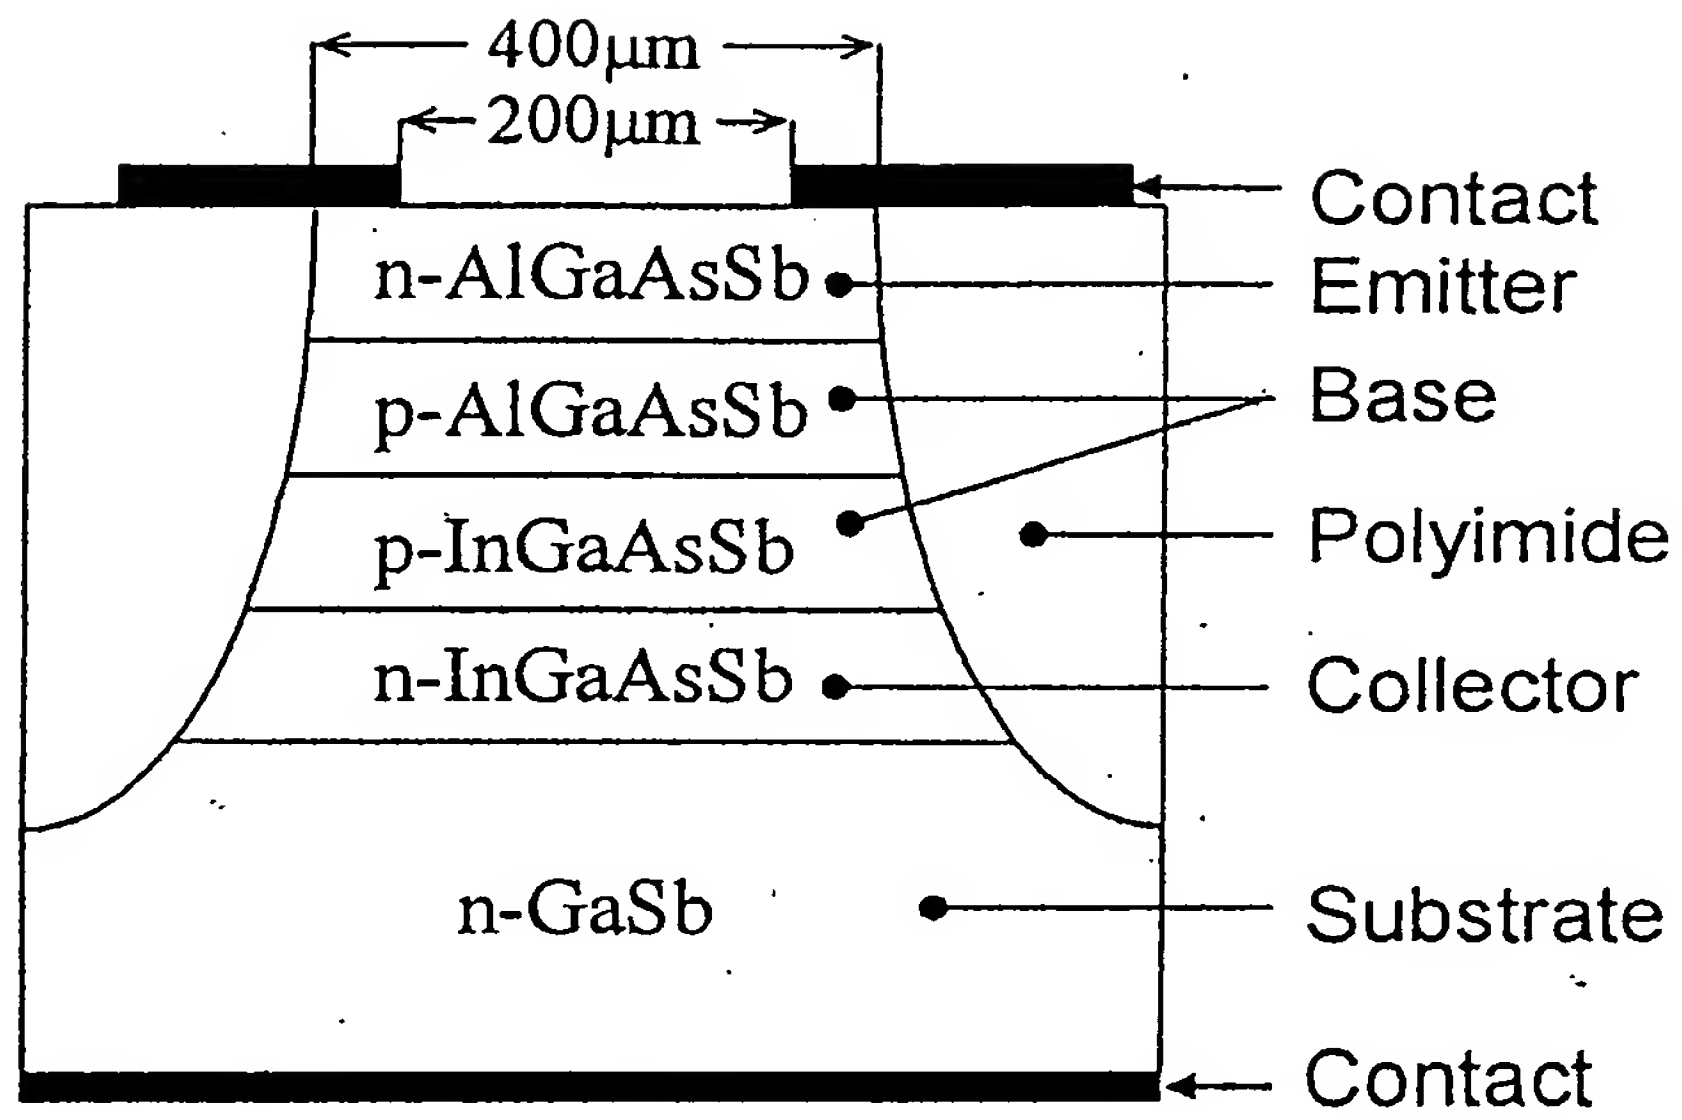 400μm
200μm
Contact
n-AlGaAsSb
Emitter
p-AlGaAsSb
Base
p-InGaAsSb
Polyimide
n-InGaAsSb
Collector
n-GaSb
Substrate
Contact